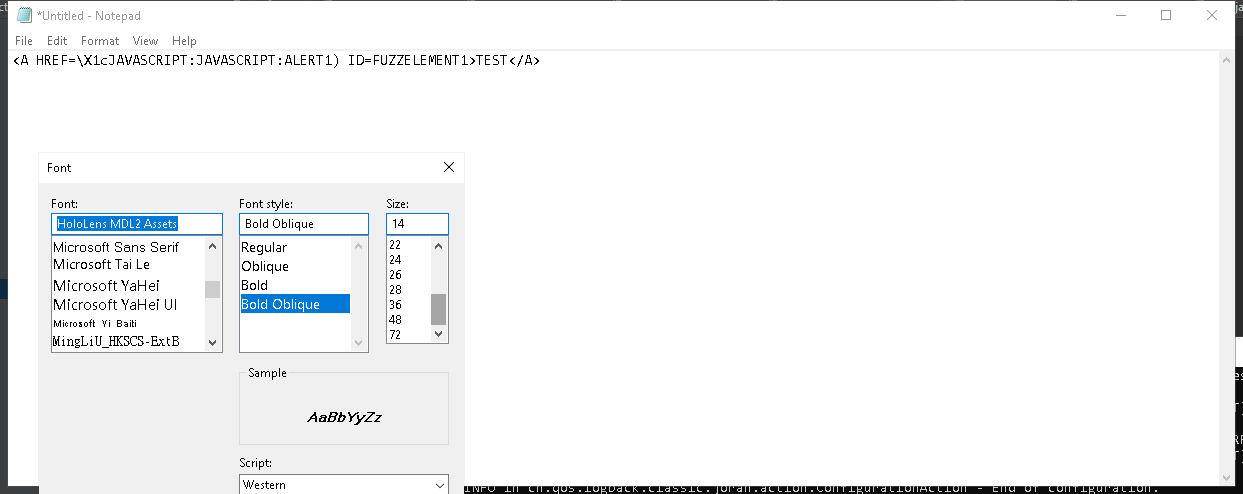 *Untitled - Notepad
File Edit Format View Help
<A HREF=\X1cJAVASCRIPT:JAVASCRIPT:ALERT1) ID=FUZZELEMENT1>TEST</A>
Font
Font: Font style: Size:
HoloLens MDL2 Assets Bold Oblique 14
Microsoft Sans Serif Regular 22
Microsoft Tai Le Oblique 24
Microsoft YaHei Bold 26
Microsoft YaHei UI Bold Oblique 28
Microsoft Yi Baiti 36
MingLiU_HKSCS-ExtB 48
72
Sample
AaBbYyZz
Script:
Western
INFO in ch.qos.logback.classic.joran.action.ConfigurationAction - End of configuration.